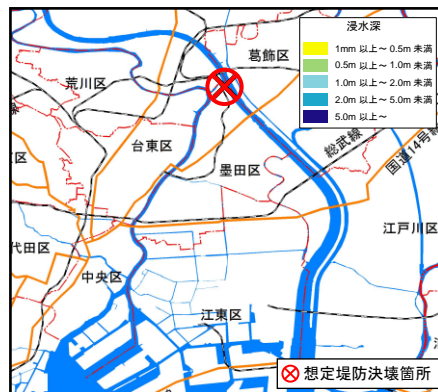 浸水深
1mm 以上～ 0.5m 未満
0.5m 以上～ 1.0m 未満
1.0m 以上～ 2.0m 未満
2.0m 以上～ 5.0m 未満
5.0m 以上～
葛飾区
荒川区
総武線
国道14号
台東区
墨田区
江戸川区
代田区
中央区
江東区
想定堤防決壊箇所